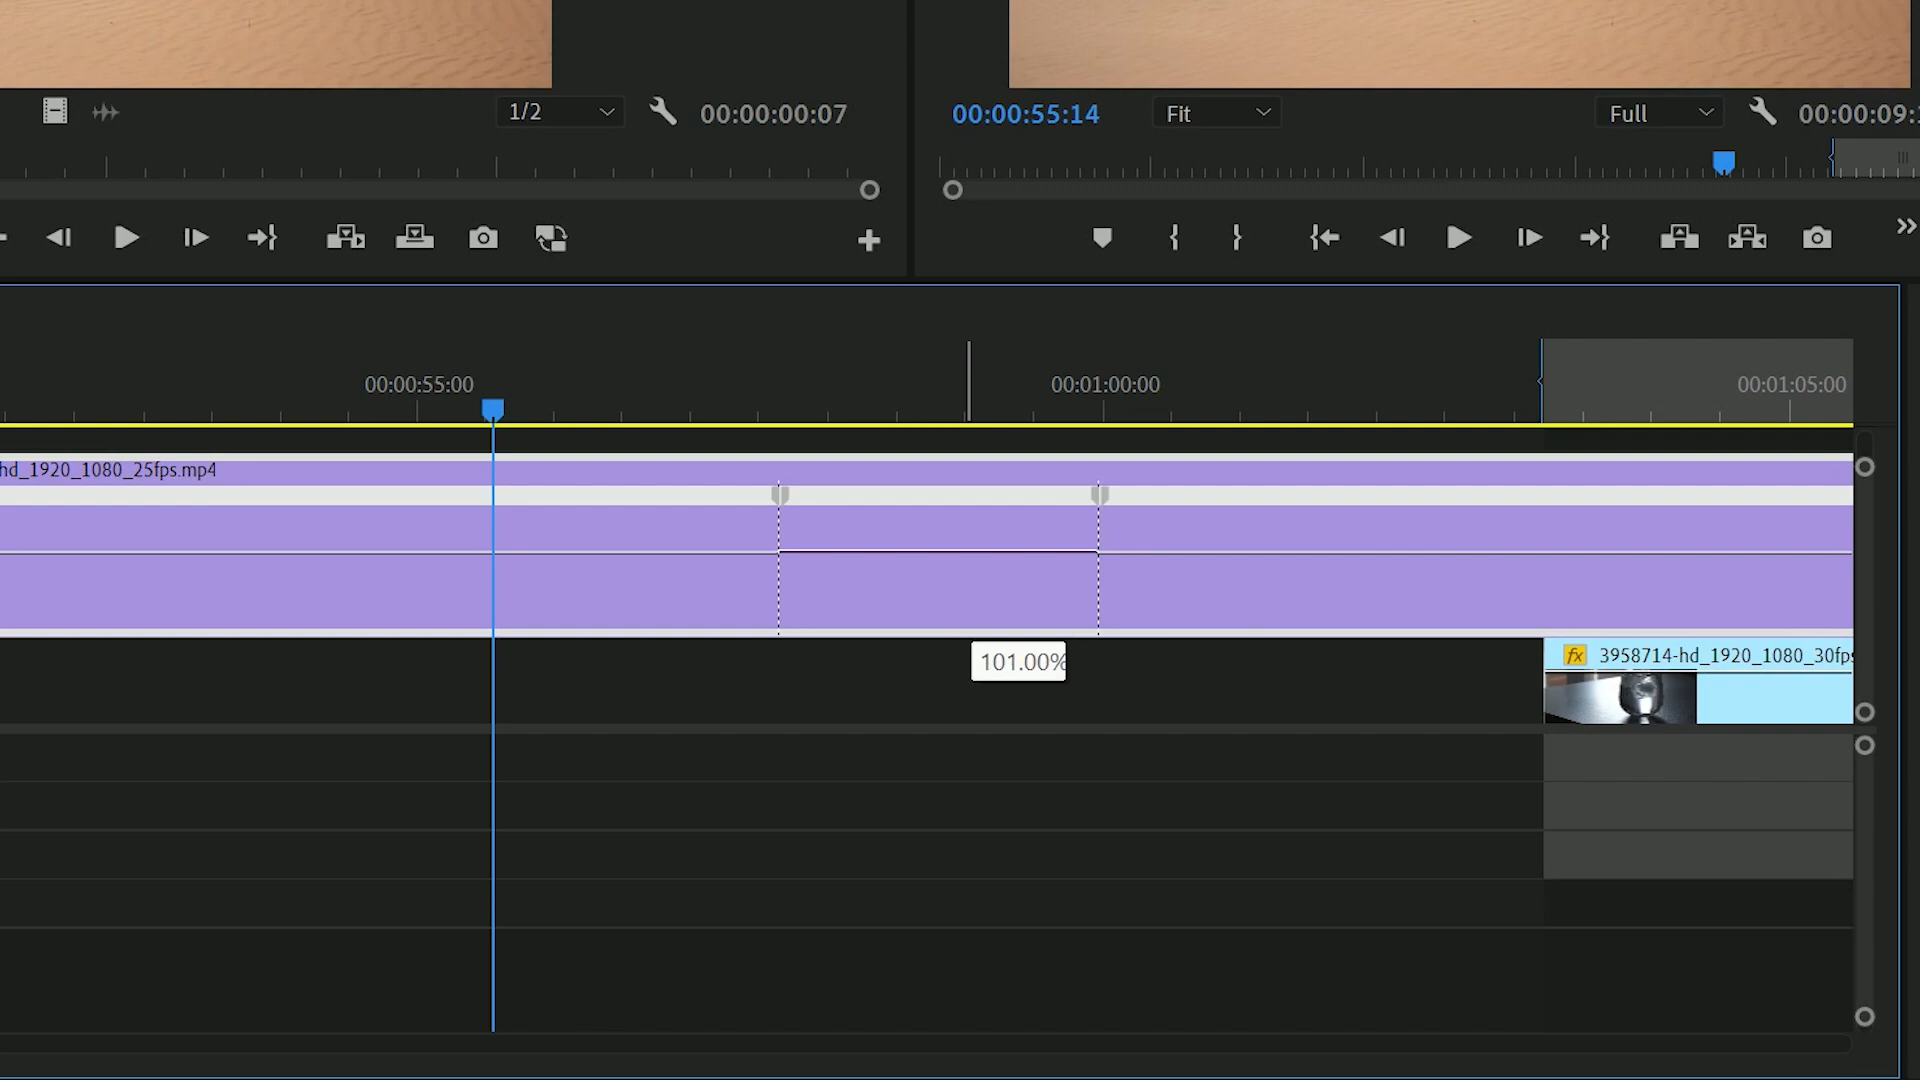 1/2
00:00:00:07
00:00:55:14
Fit
Full
00:00:09:
00:00:55:00
00:01:00:00
00:01:05:00
hd_1920_1080_25fps.mp4
101.00%
fx 3958714-hd_1920_1080_30fps